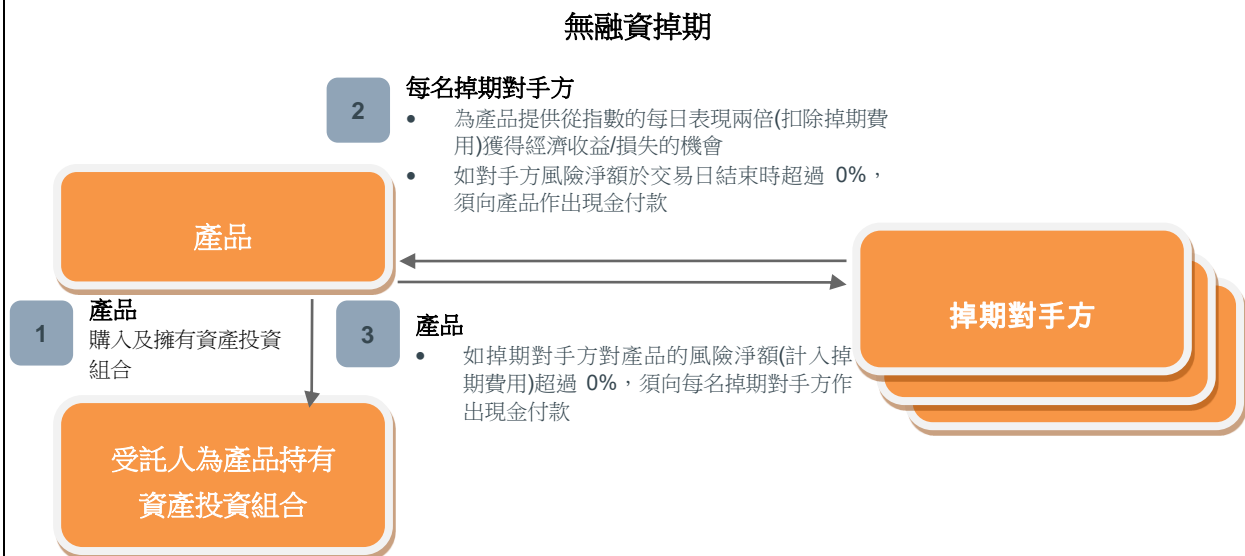 無融資掉期
2
每名掉期對手方
• 為產品提供從指數的每日表現兩倍(扣除掉期費
用)獲得經濟收益/損失的機會
• 如對手方風險淨額於交易日結束時超過 0%，
須向產品作出現金付款
產品
掉期對手方
1
產品
購入及擁有資產投資
組合
3
產品
• 如掉期對手方對產品的風險淨額(計入掉
期費用)超過 0%，須向每名掉期對手方作
出現金付款
受託人為產品持有
資產投資組合